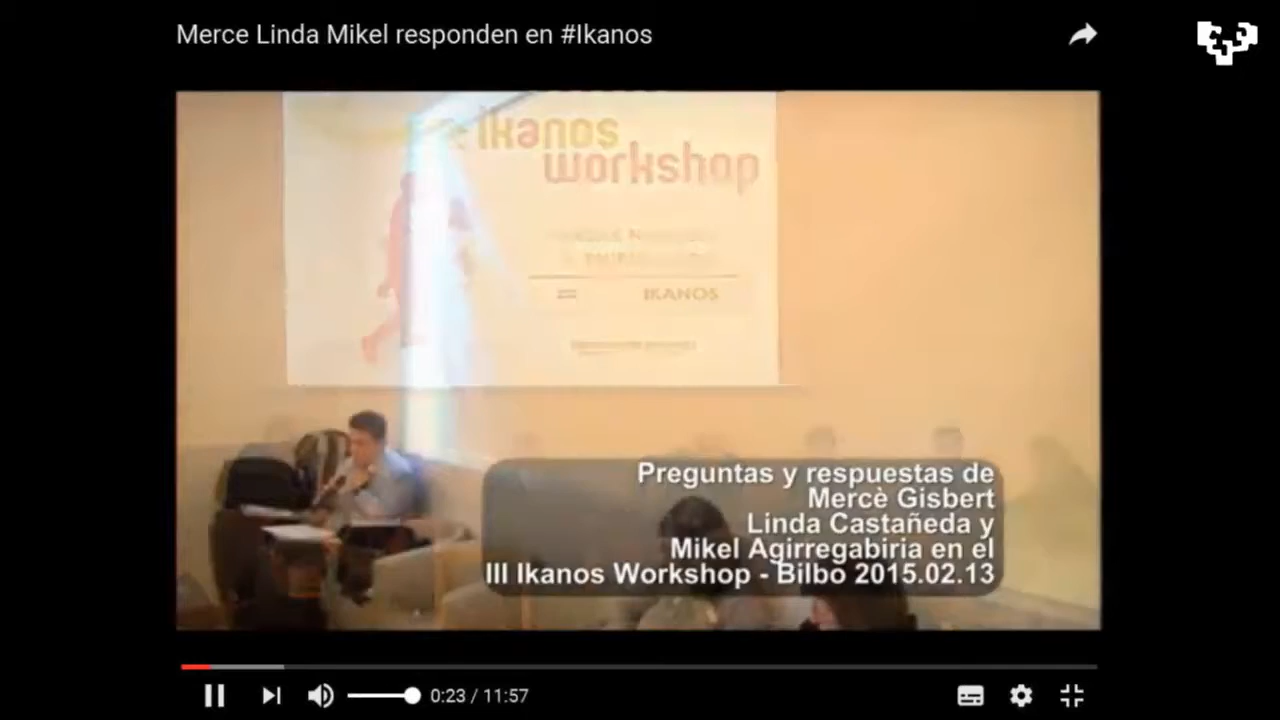 Merce Linda Mikel responden en #Ikanos
ikanos
workshop
IKANOS
Preguntas y respuestas de
Mercè Gisbert
Linda Castañeda y
Mikel Agirregabiria en el
III Ikanos Workshop - Bilbo 2015.02.13
0:23 / 11:57